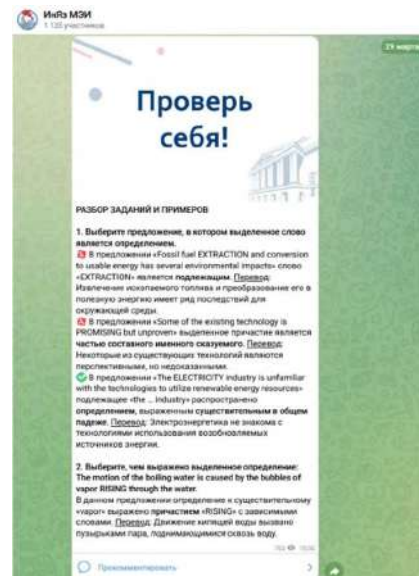 ИнЯз МЭИ
1 135 участников
29 марта
Проверь
себя!
РАЗБОР ЗАДАНИЙ И ПРИМЕРОВ
1. Выберите предложение, в котором выделенное слово
является определением.
В предложении «Fossil fuel EXTRACTION and conversion
to usable energy has several environmental impacts» слово
«EXTRACTION» является подлежащим. Перевод:
Извлечение ископаемого топлива и преобразование его в
полезную энергию имеет ряд последствий для
окружающей среды.
В предложении «Some of the existing technology is
PROMISING but unproven» выделенное причастие является
частью составного именного сказуемого. Перевод:
Некоторые из существующих технологий являются
перспективными, но недоказанными.
В предложении «The ELECTRICITY industry is unfamiliar
with the technologies to utilize renewable energy resources»
подлежащее «the ... industry» распространено
определением, выраженным существительным в общем
падеже. Перевод: Электроэнергетика не знакома с
технологиями использования возобновляемых
источников энергии.
2. Выберите, чем выражено выделенное определение:
The motion of the boiling water is caused by the bubbles of
vapor RISING through the water.
В данном предложении определение к существительному
«vapor» выражено причастием «RISING» с зависимыми
словами. Перевод: Движение кипящей воды вызвано
пузырьками пара, поднимающимися сквозь воду.
Прокомментировать